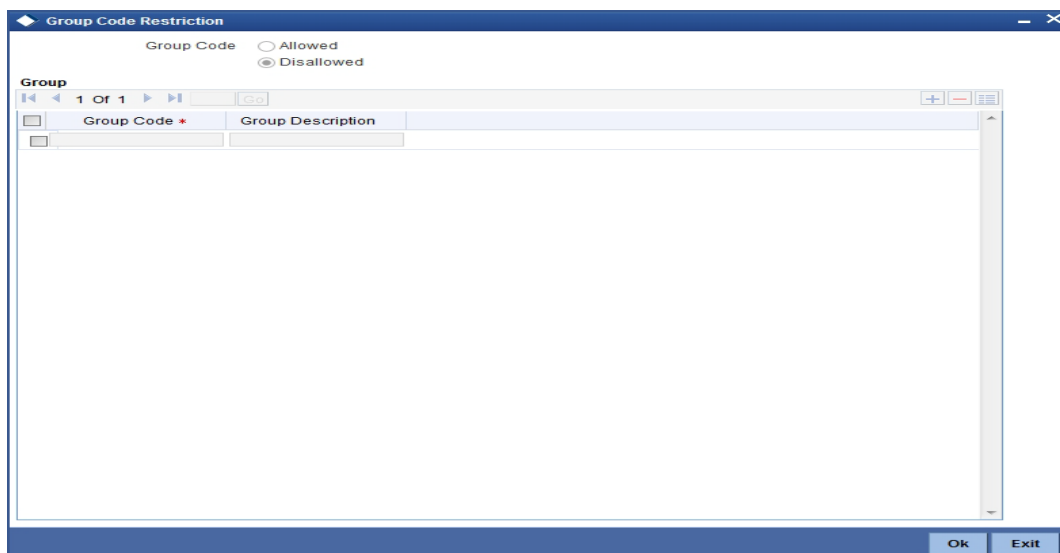 Group Code Restriction
Group Code Allowed
Disallowed
Group
1 Of 1 Go
Group Code * Group Description
Ok Exit